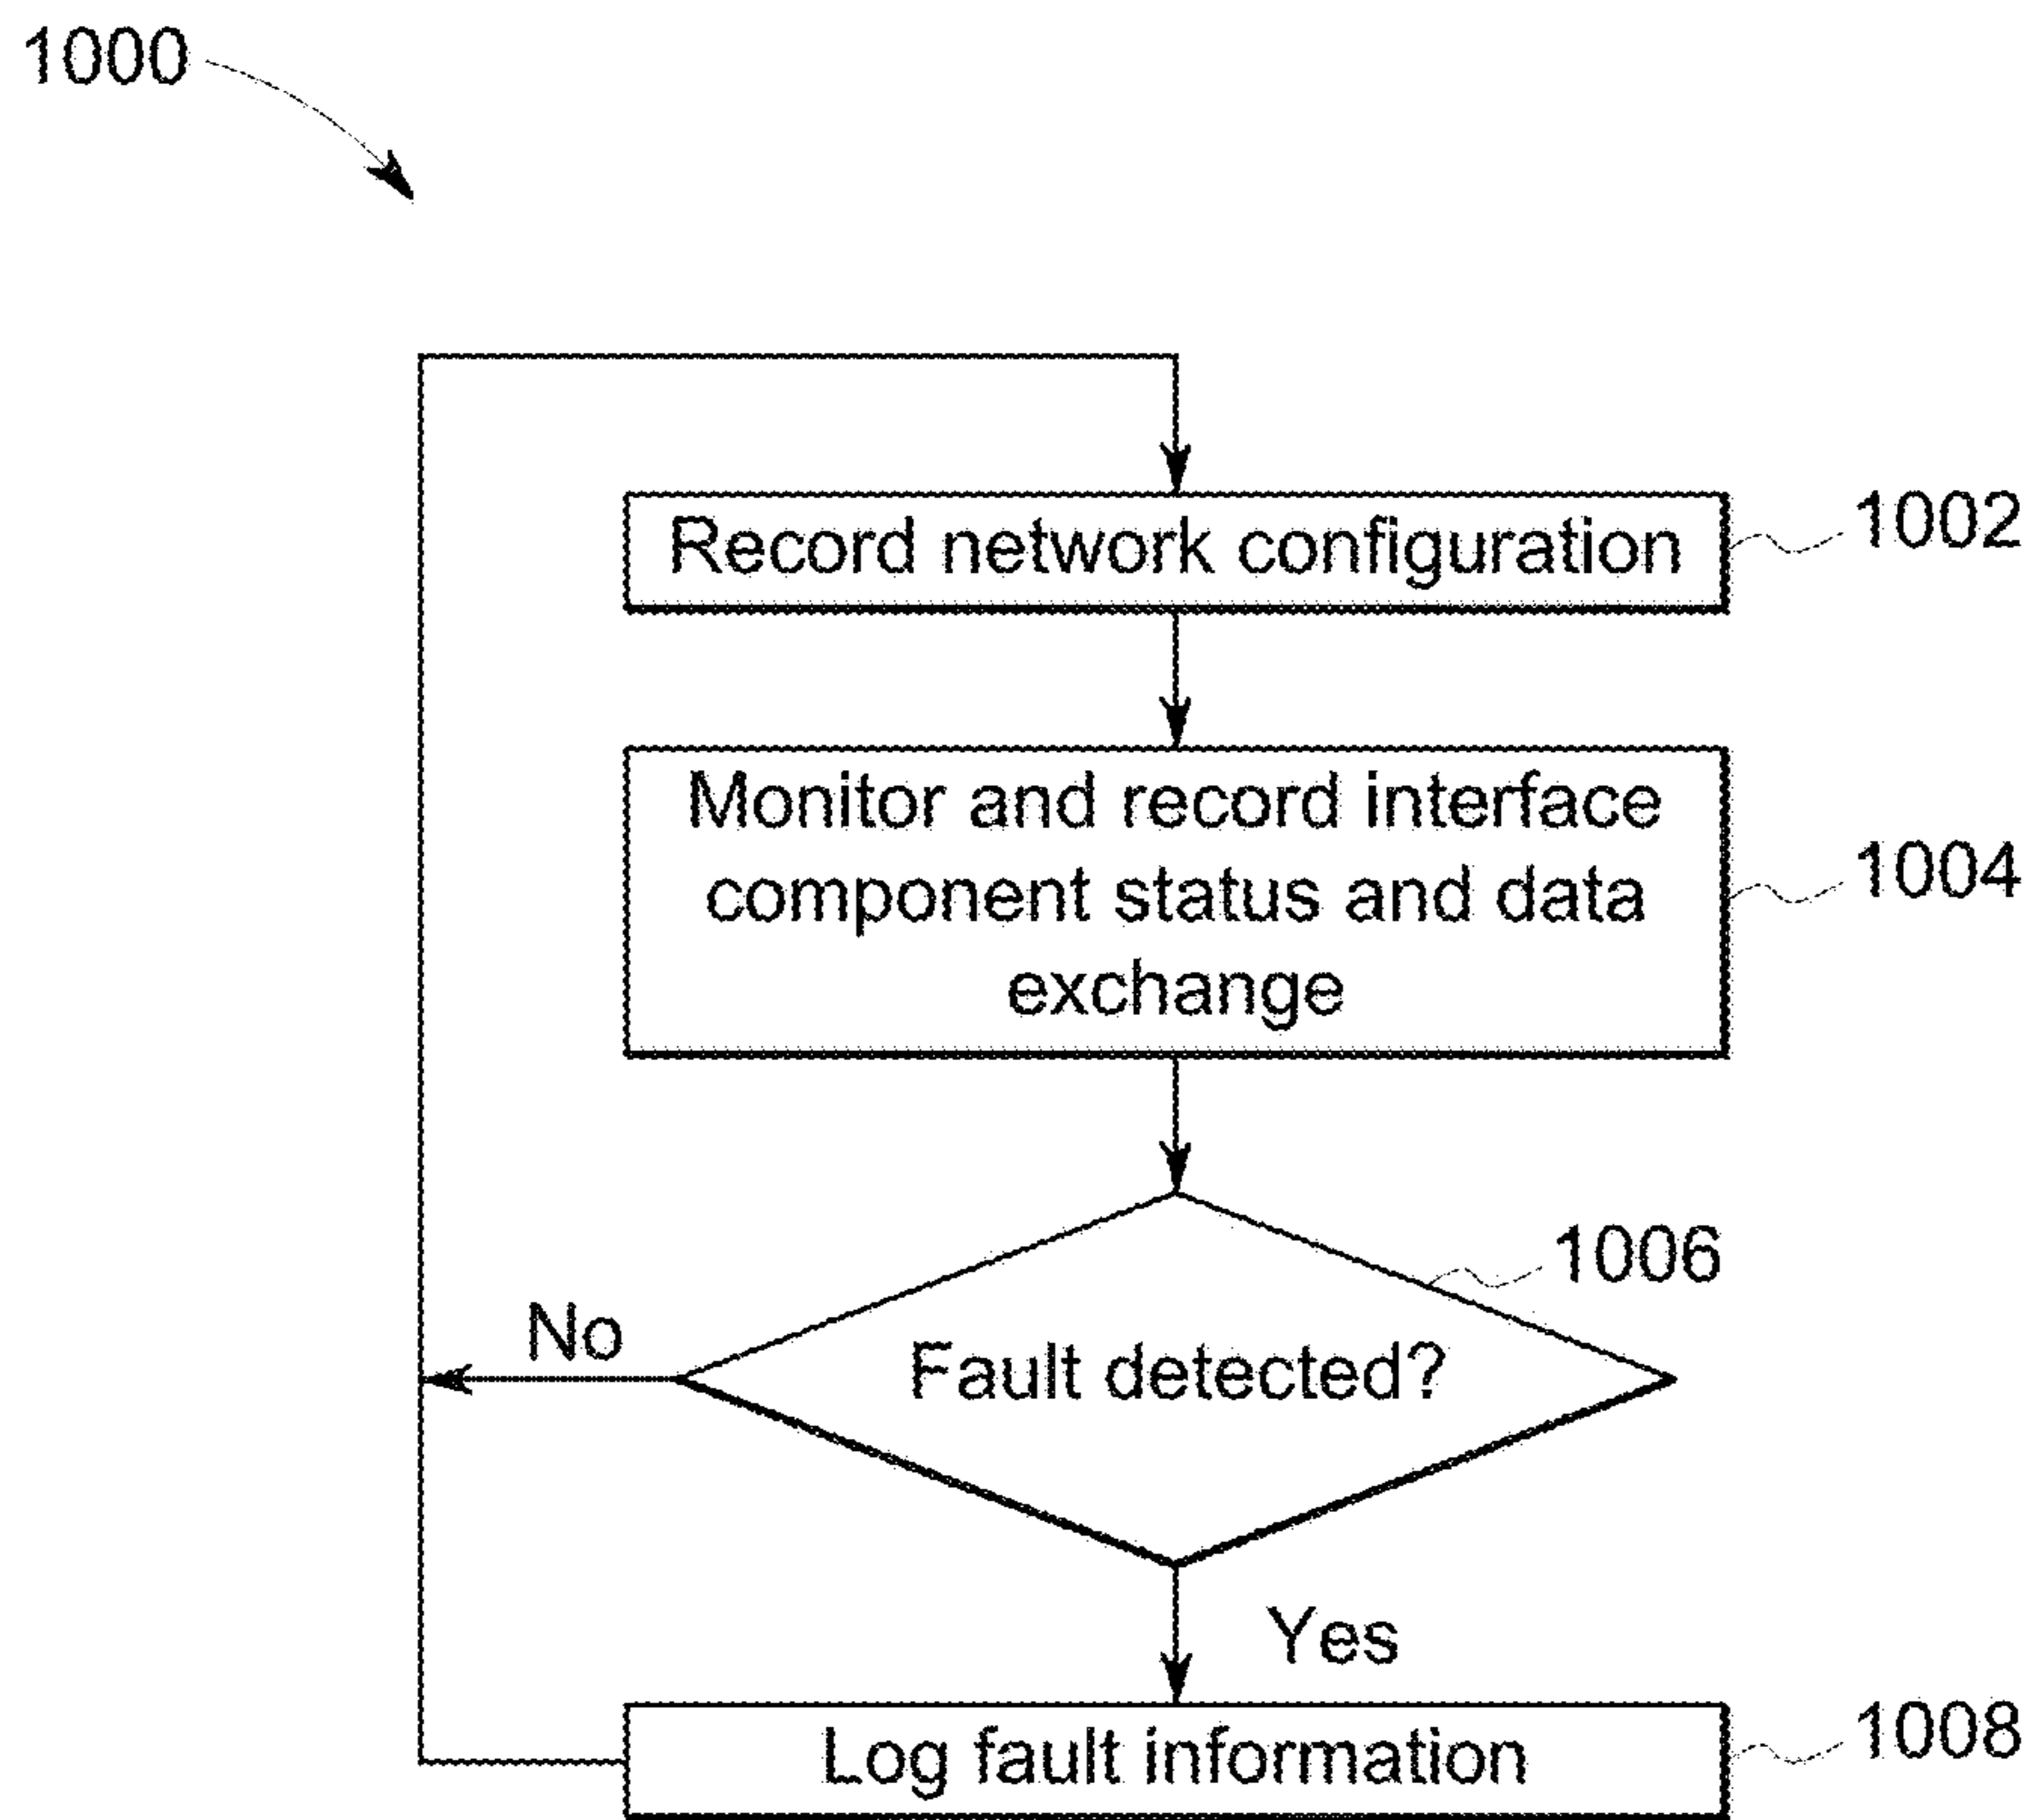 1000
Record network configuration
1002
Monitor and record interface
component status and data
exchange
1004
1006
Fault detected?
No
Yes
Log fault information
1008